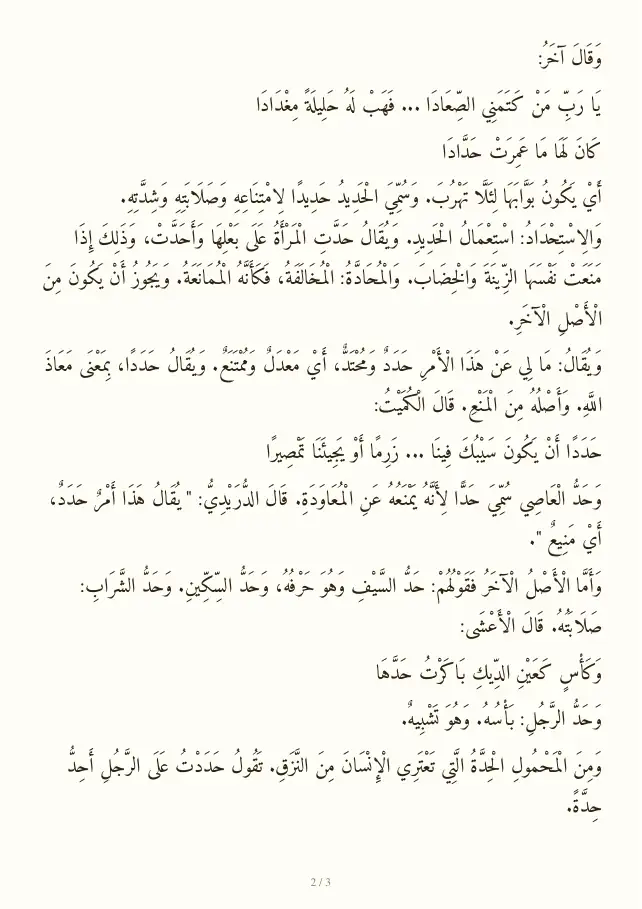 وَقَالَ آخَرُ:
يَا رَبِّ مَنْ كَتَمَنِي الصِّعَادَا ... فَهَبْ لَهُ حَلِيلَةً مِغْدَادَا
كَانَ لَهَا مَا عَمِرَتْ حَدَّادَا
أَيْ يَكُونُ بَوَّابَهَا لِئَلَّا تَهْرُبَ. وَسُمِّيَ الْحَدِيدُ حَدِيدًا لِامْتِنَاعِهِ وَصَلَابَتِهِ وَشِدَّتِهِ.
وَالِاسْتِحْدَادُ: اسْتِعْمَالُ الْحَدِيدِ. وَيُقَالُ حَدَّتِ الْمَرْأَةُ عَلَى بَعْلِهَا وَأَحَدَّتْ، وَذَلِكَ إِذَا
مَنَعَتْ نَفْسَهَا الزِّينَةَ وَالْخِضَابَ. وَالْمُحَادَّةُ: الْمُخَالَفَةُ، فَكَأَنَّهُ الْمُمَانَعَةُ. وَيَجُوزُ أَنْ يَكُونَ مِنَ
الْأَصْلِ الْآخَرِ.
وَيُقَالُ: مَا لِي عَنْ هَذَا الْأَمْرِ حَدَدٌ وَمُحْتَدٌّ، أَيْ مَعْدَلٌ وَمُمْتَنَعٌ. وَيُقَالُ حَدَدًا، بِمَعْنَى مَعَاذَ
اللَّهِ. وَأَصْلُهُ مِنَ الْمَنْعِ. قَالَ الْكُمَيْتُ:
حَدَدًا أَنْ يَكُونَ سَيْبُكَ فِينَا ... زَرِمًا أَوْ يَجِيئَنَا تَمْصِيرًا
وَحَدُّ الْعَاصِي سُمِّيَ حَدًّا لِأَنَّهُ يَمْنَعُهُ عَنِ الْمُعَاوَدَةِ. قَالَ الدُّرَيْدِيُّ: " يُقَالُ هَذَا أَمْرٌ حَدَدٌ،
أَيْ مَنِيعٌ ".
وَأَمَّا الْأَصْلُ الْآخَرُ فَقَوْلُهُمْ: حَدُّ السَّيْفِ وَهُوَ حَرْفُهُ، وَحَدُّ السِّكِّينِ. وَحَدُّ الشَّرَابِ:
صَلَابَتُهُ. قَالَ الْأَعْشَى:
وَكَأْسٍ كَعَيْنِ الدِّيكِ بَاكَرْتُ حَدَّهَا
وَحَدُّ الرَّجُلِ: بَأْسُهُ. وَهُوَ تَشْبِيهٌ.
وَمِنَ الْمَحْمُولِ الْحِدَّةُ الَّتِي تَعْتَرِي الْإِنْسَانَ مِنَ النَّزَقِ. تَقُولُ حَدَدْتُ عَلَى الرَّجُلِ أَحِدُّ
حِدَّةً.
2 / 3